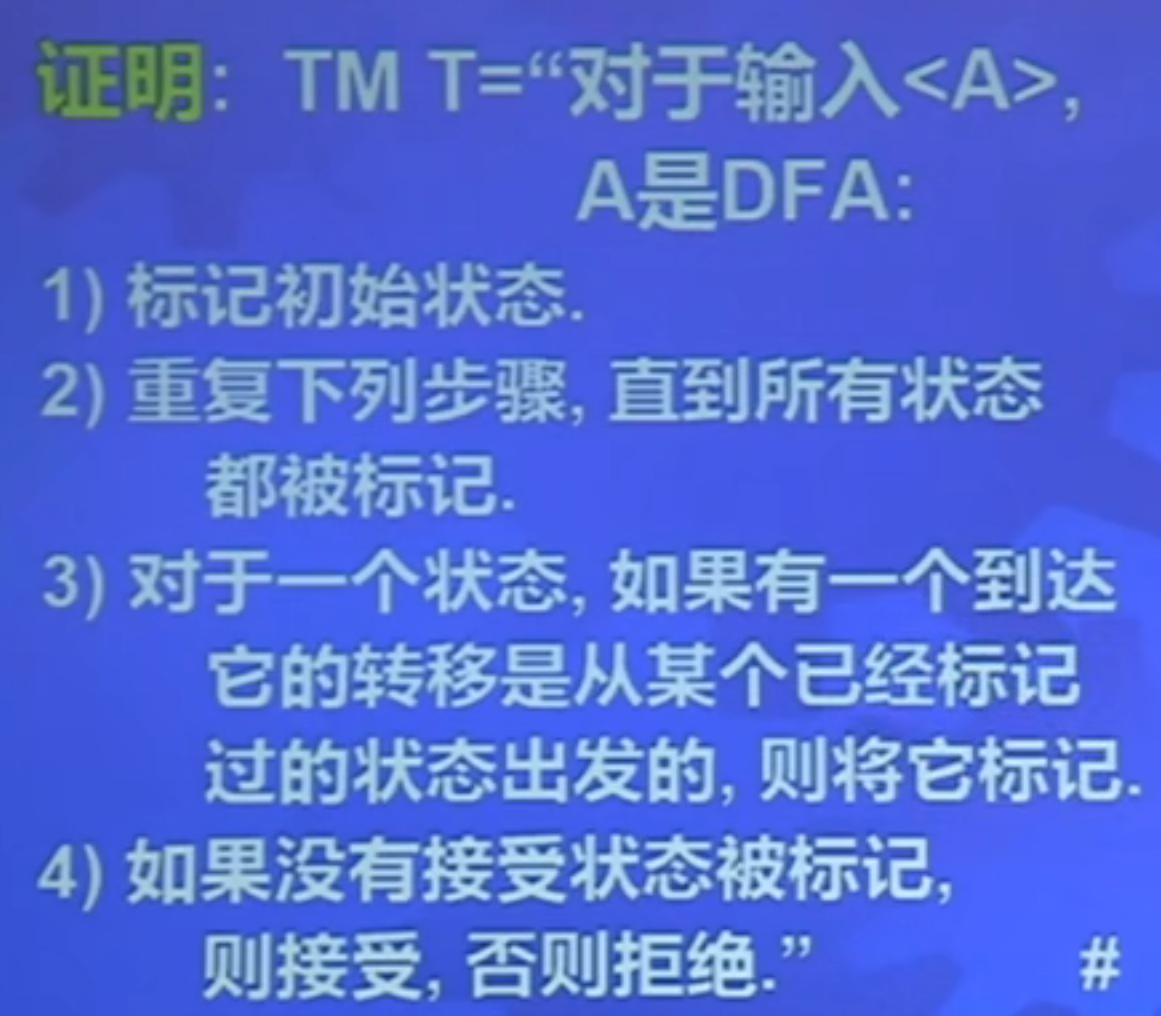 证明: TM T=“对于输入<A>,
A是DFA:
1) 标记初始状态.
2) 重复下列步骤, 直到所有状态
都被标记.
3) 对于一个状态, 如果有一个到达
它的转移是从某个已经标记
过的状态出发的, 则将它标记.
4) 如果没有接受状态被标记,
则接受, 否则拒绝.” #